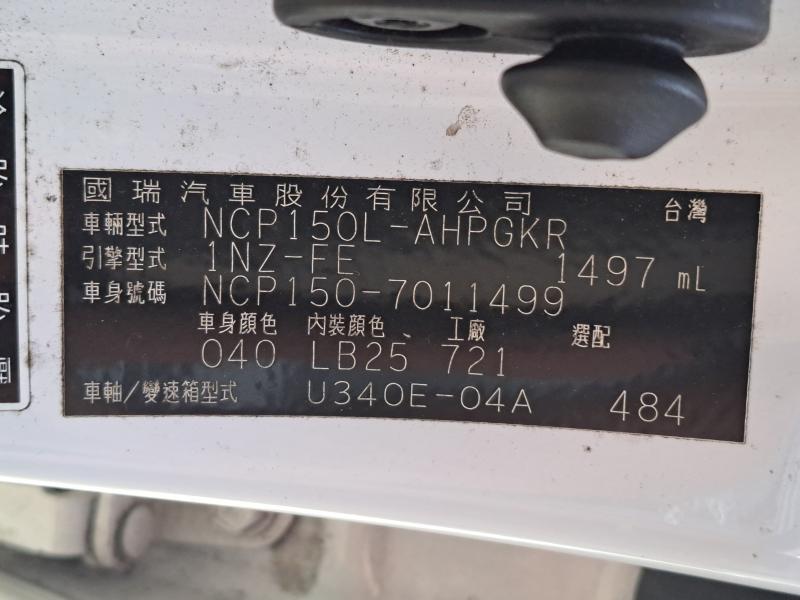 國瑞汽車股份有限公司 台灣
車輛型式 NCP150L-AHPGKR
引擎型式 1NZ-FE 1497 mL
車身號碼 NCP150-7011499
車身顏色 內裝顏色、工廠 選配
040 LB25 721
車軸/變速箱型式 U340E-04A 484